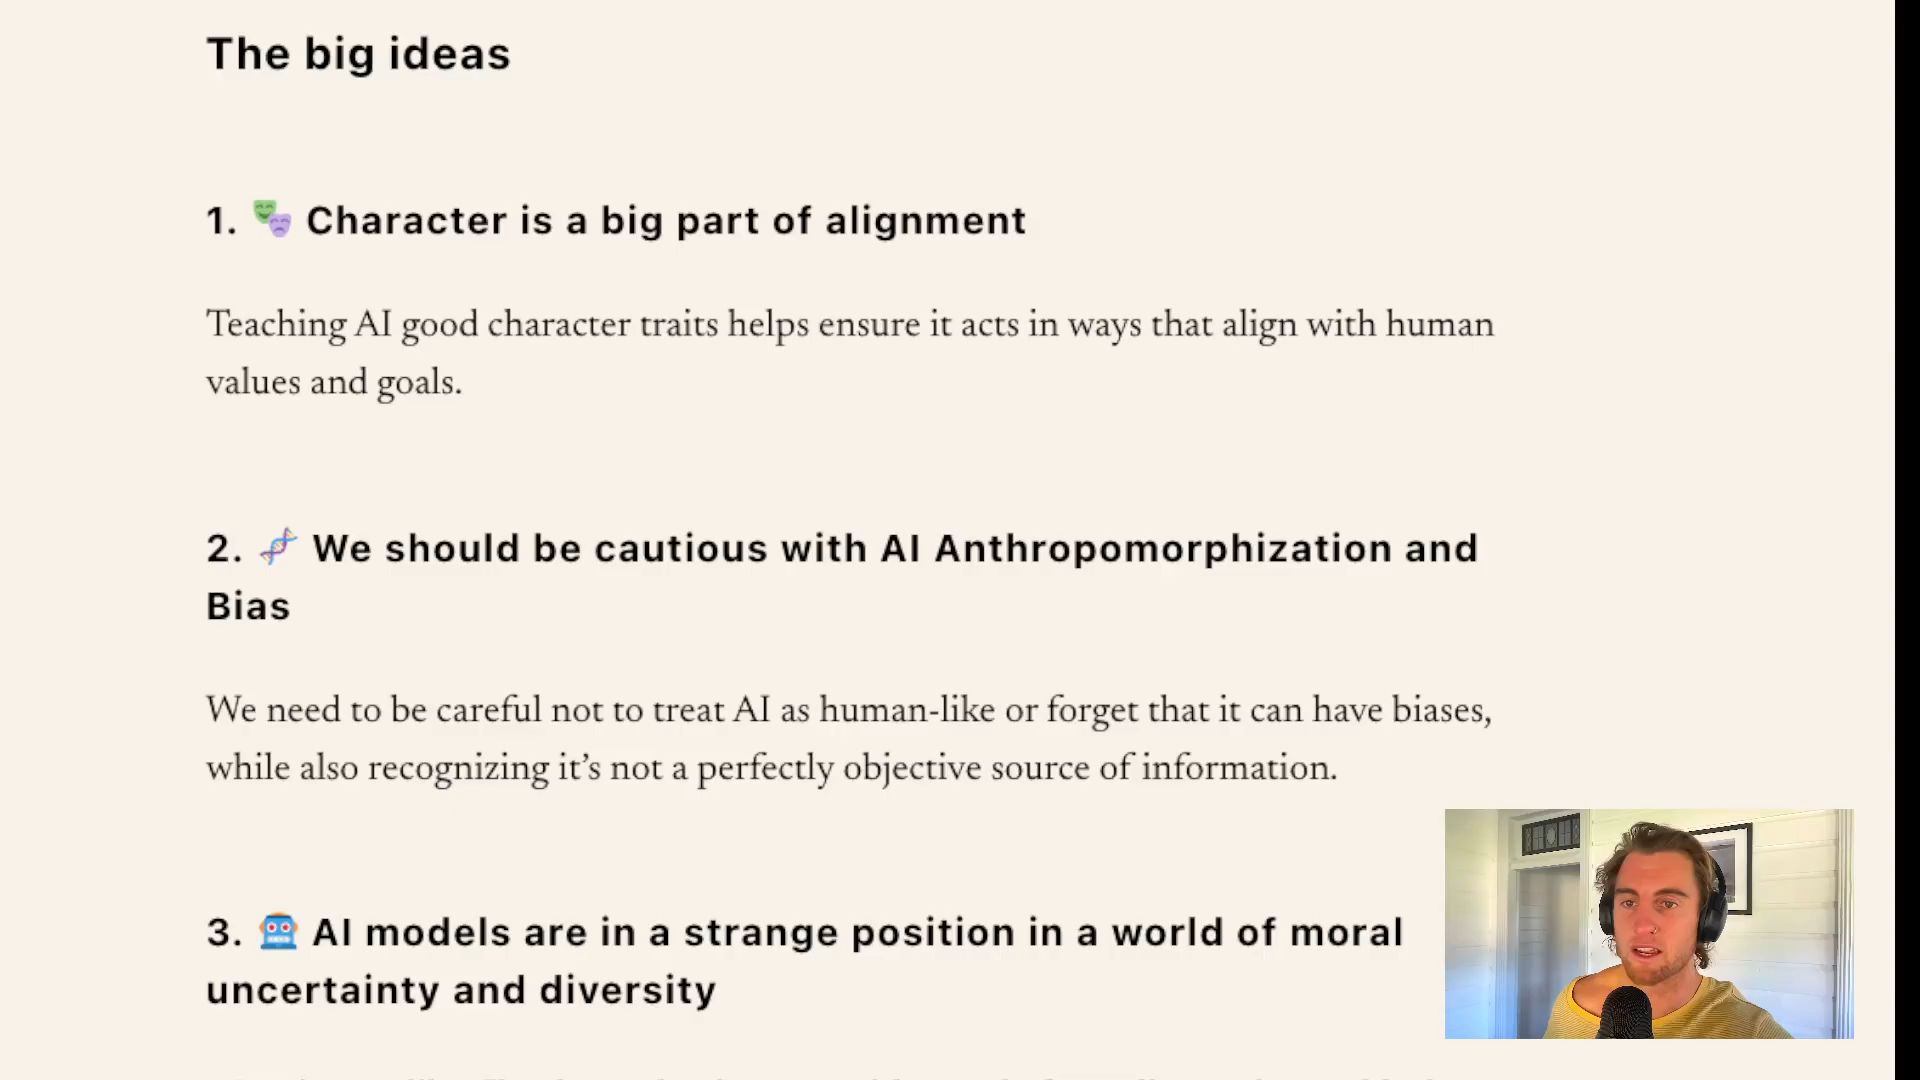 The big ideas
1. 🎭 Character is a big part of alignment
Teaching AI good character traits helps ensure it acts in ways that align with human
values and goals.
2. 🧬 We should be cautious with AI Anthropomorphization and
Bias
We need to be careful not to treat AI as human-like or forget that it can have biases,
while also recognizing it’s not a perfectly objective source of information.
3. 🤖 AI models are in a strange position in a world of moral
uncertainty and diversity